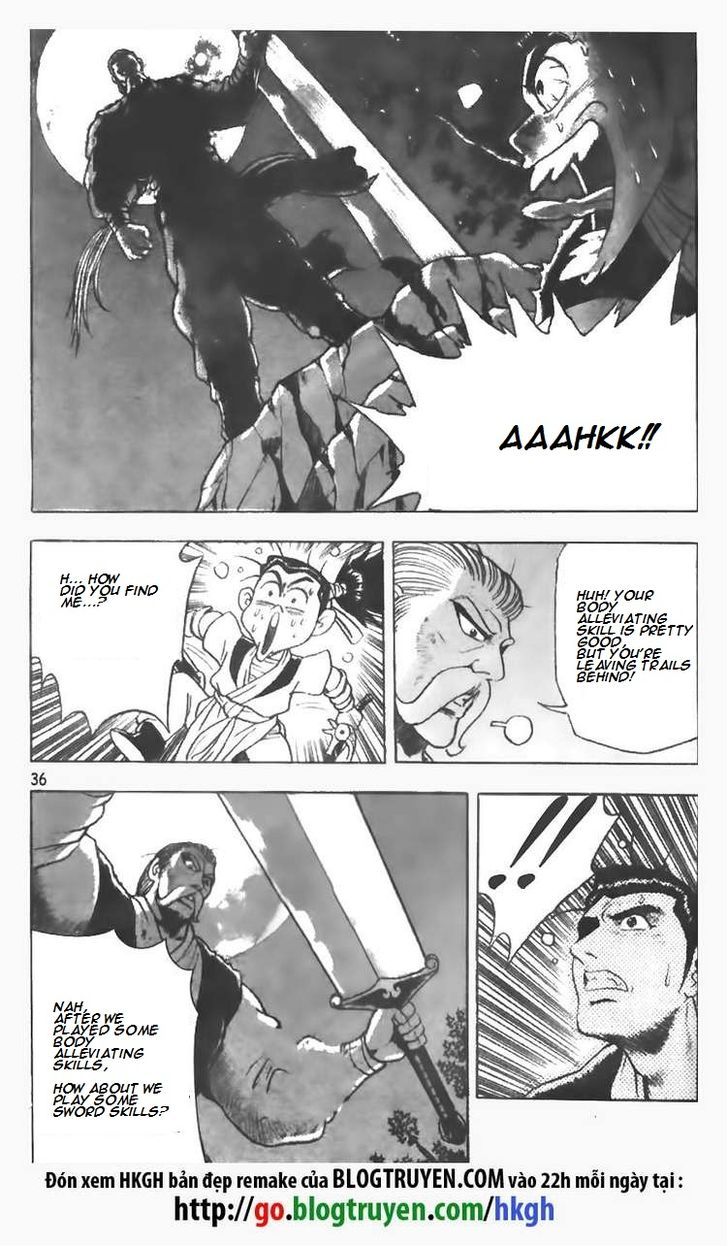 AAAHKK!!
H... HOW
DID YOU FIND
ME...?
HUH! YOUR
BODY
ALLEVIATING
SKILL IS PRETTY
GOOD,
BUT YOU'RE
LEAVING TRAILS
BEHIND!
36
!!
NAH,
AFTER WE
PLAYED SOME
BODY
ALLEVIATING
SKILLS,
HOW ABOUT WE
PLAY SOME
SWORD SKILLS?
Đón xem HKGH bản đẹp remake của BLOGTRUYEN.COM vào 22h mỗi ngày tại :
http://go.blogtruyen.com/hkgh